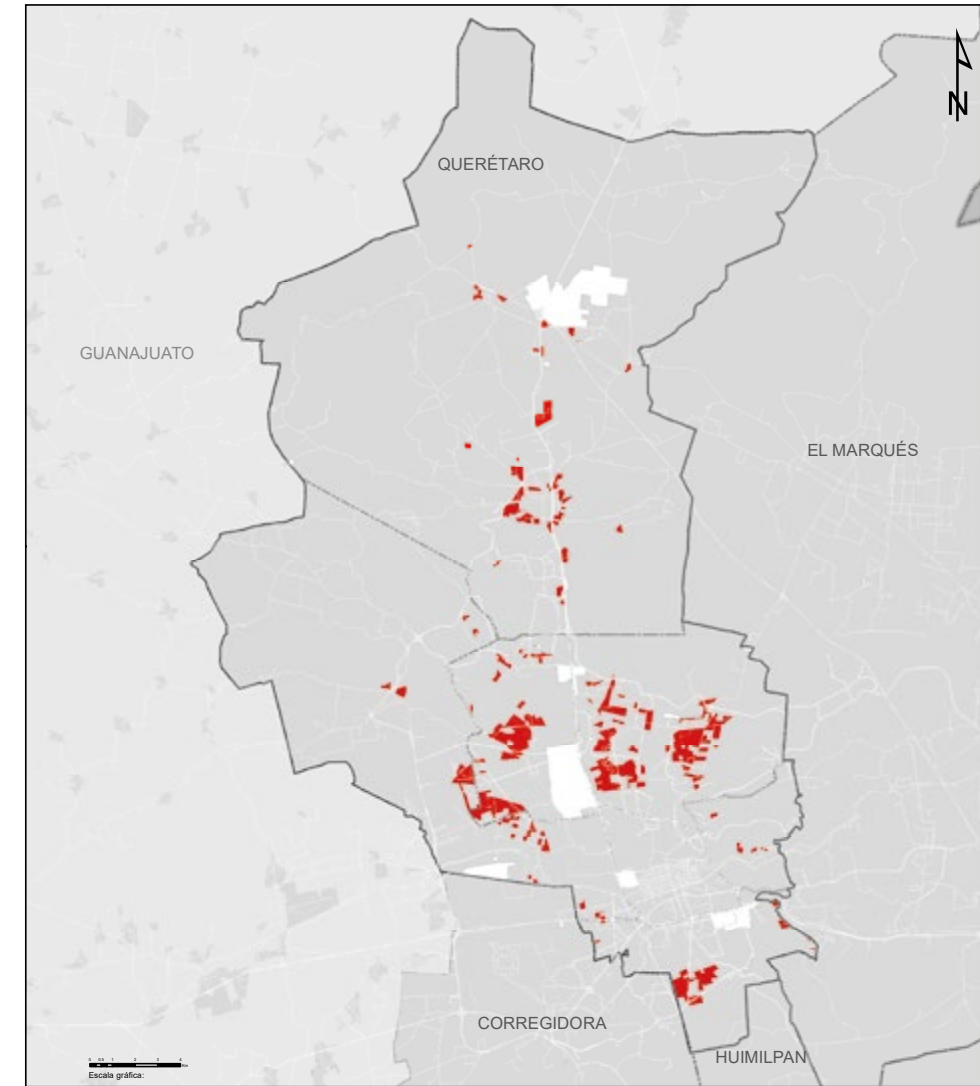 N
QUERÉTARO
GUANAJUATO
EL MARQUÉS
CORREGIDORA
HUIMILPAN
Escala gráfica: